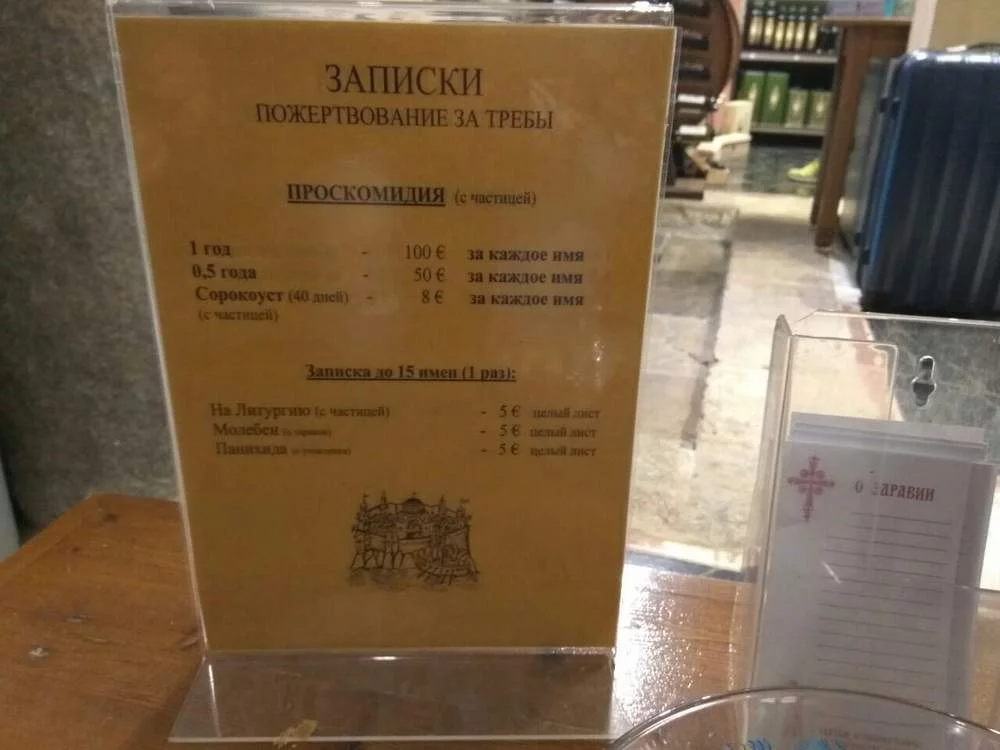 ЗАПИСКИ
ПОЖЕРТВОВАНИЕ ЗА ТРЕБЫ
ПРОСКОМИДИЯ (с частицей)
1 год - 100 € за каждое имя
0,5 года - 50 € за каждое имя
Сорокоуст (40 дней) - 8 € за каждое имя
(с частицей)
Записка до 15 имен (1 раз):
На Литургию (с частицей) - 5 € целый лист
Молебен (о здравии) - 5 € целый лист
Панихида (о упокоении) - 5 € целый лист
О ЗДРАВИИ